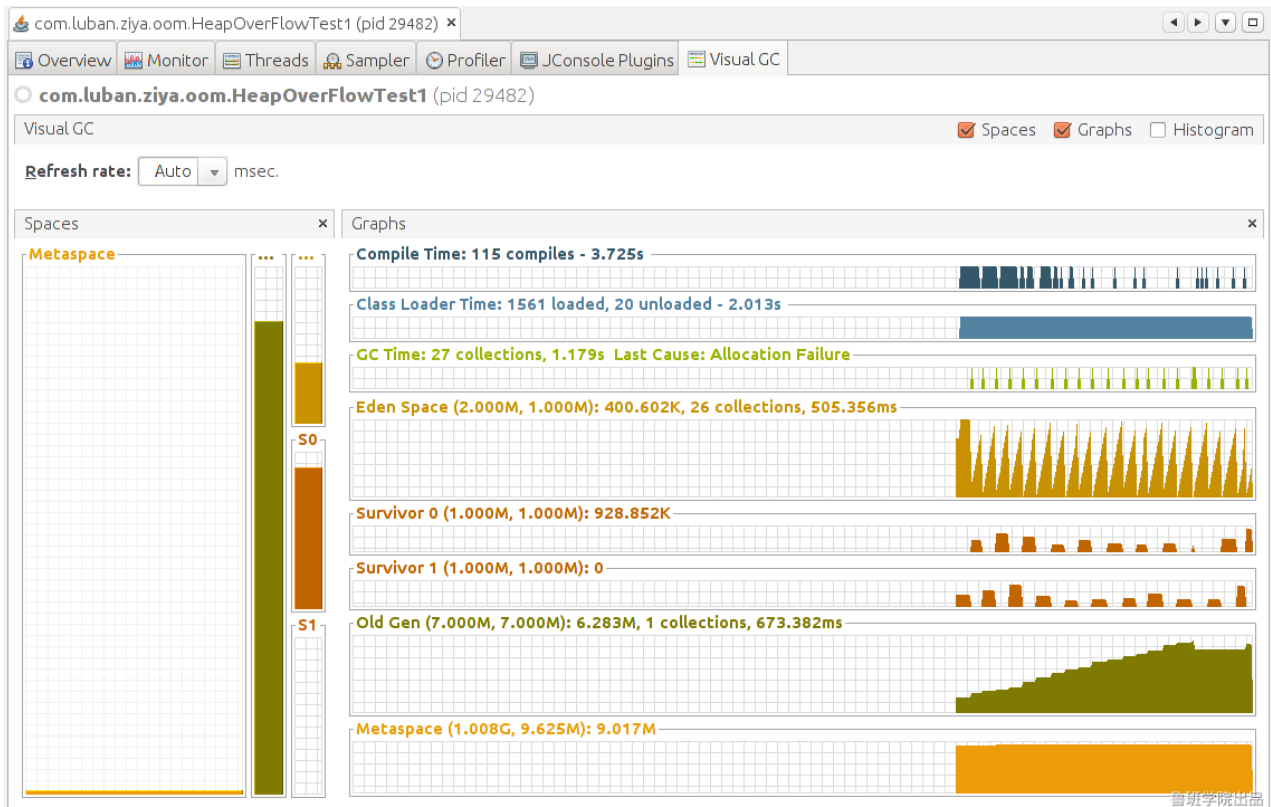 com.luban.ziya.oom.HeapOverFlowTest1 (pid 29482) ×
Overview Monitor Threads Sampler Profiler JConsole Plugins Visual GC
com.luban.ziya.oom.HeapOverFlowTest1 (pid 29482)
Visual GC Spaces Graphs Histogram
Refresh rate: Auto msec.
Spaces ×
Graphs ×
Metaspace ... ...
S0
S1
Compile Time: 115 compiles - 3.725s
Class Loader Time: 1561 loaded, 20 unloaded - 2.013s
GC Time: 27 collections, 1.179s Last Cause: Allocation Failure
Eden Space (2.000M, 1.000M): 400.602K, 26 collections, 505.356ms
Survivor 0 (1.000M, 1.000M): 928.852K
Survivor 1 (1.000M, 1.000M): 0
Old Gen (7.000M, 7.000M): 6.283M, 1 collections, 673.382ms
Metaspace (1.008G, 9.625M): 9.017M
鲁班学院出品